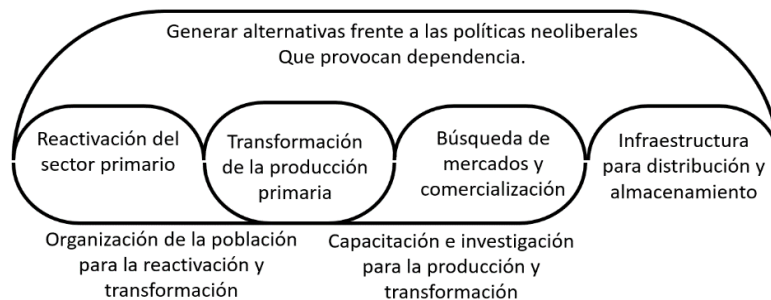 Generar alternativas frente a las políticas neoliberales
Que provocan dependencia.
Reactivación del
sector primario
Transformación
de la producción
primaria
Búsqueda de
mercados y
comercialización
Infraestructura
para distribución y
almacenamiento
Organización de la población
para la reactivación y
transformación
Capacitación e investigación
para la producción y
transformación